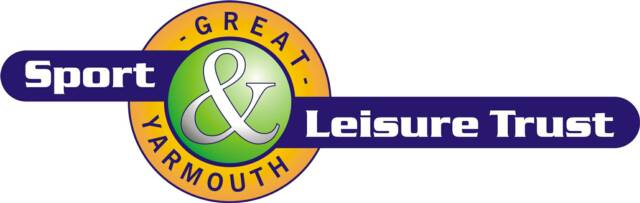 - GREAT -
Sport
&
Leisure Trust
YARMOUTH